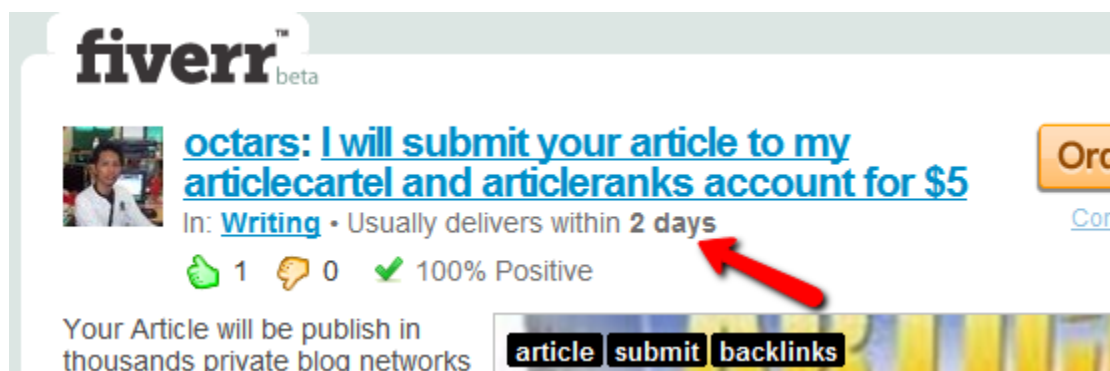 fiverr™
beta
octars: I will submit your article to my
articlecartel and articleranks account for $5
In: Writing • Usually delivers within 2 days
1 0 100% Positive
Your Article will be publish in
thousands private blog networks
article submit backlinks